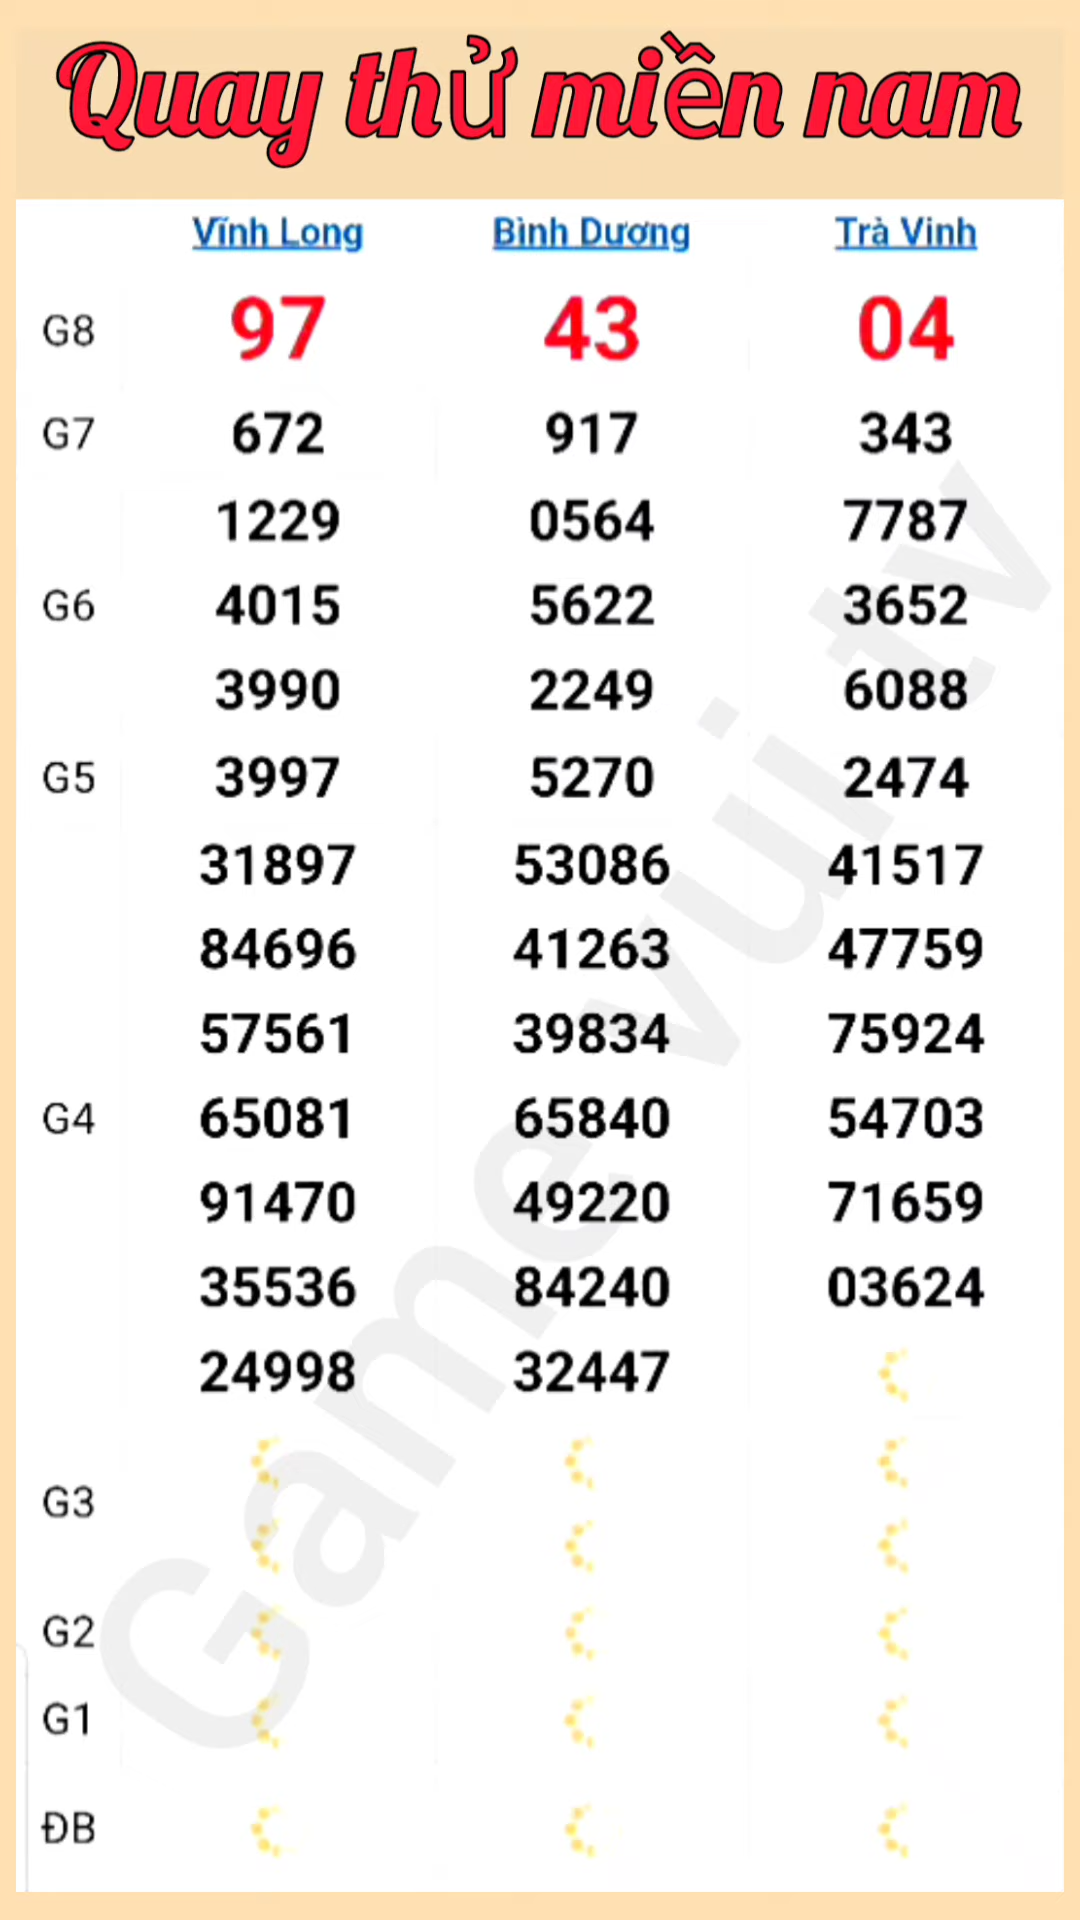 Quay thử miền nam
Vĩnh Long Bình Dương Trà Vinh
G8 97 43 04
G7 672 917 343
1229 0564 7787
G6 4015 5622 3652
3990 2249 6088
G5 3997 5270 2474
31897 53086 41517
84696 41263 47759
57561 39834 75924
G4 65081 65840 54703
91470 49220 71659
35536 84240 03624
24998 32447
G3
G2
G1
ĐB
Game vui tv